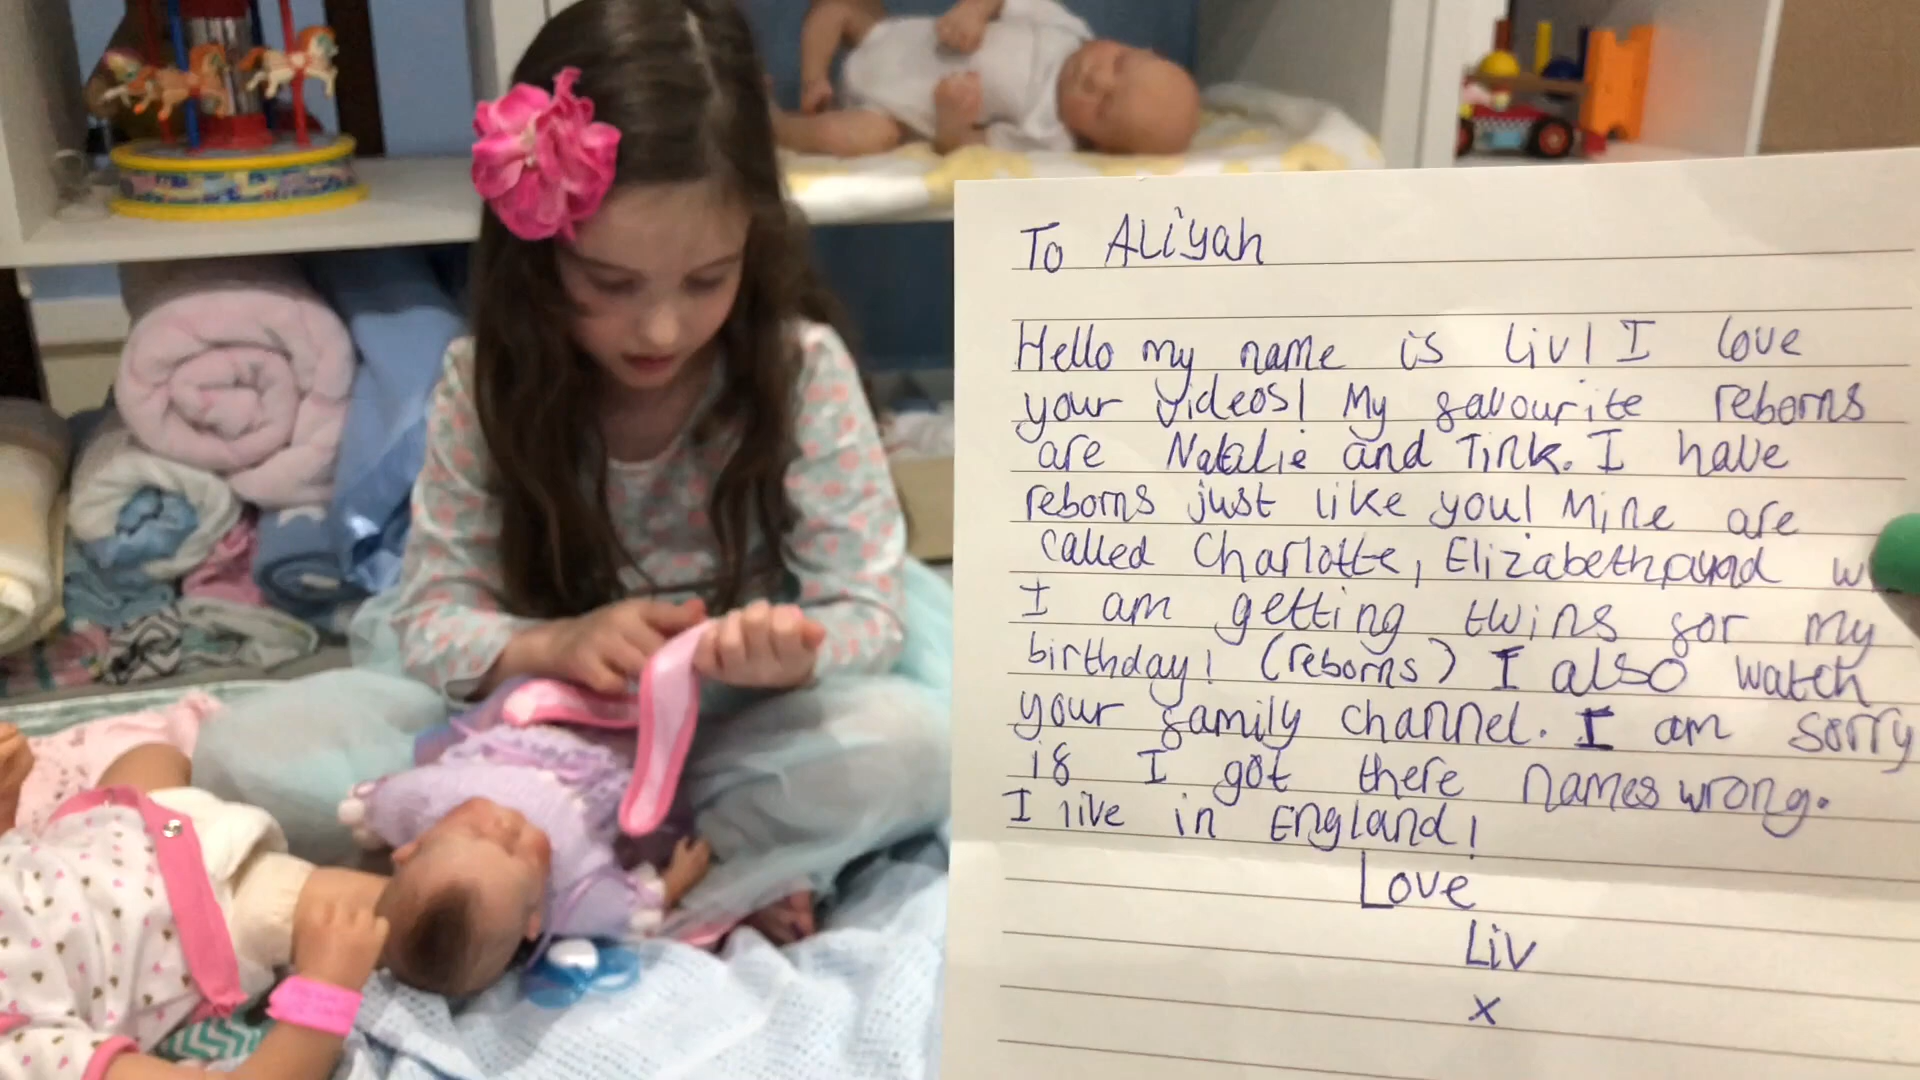 To Aliyah
Hello my name is Liv! I love
your videos! My favourite reborns
are Natalie and Tink. I have
reborns just like you! Mine are
called Charlotte, Elizabeth
I am getting twins for my
birthday! (reborns) I also watch
your family channel. I am sorry
if I got there names wrong.
I live in England!
Love
Liv
x